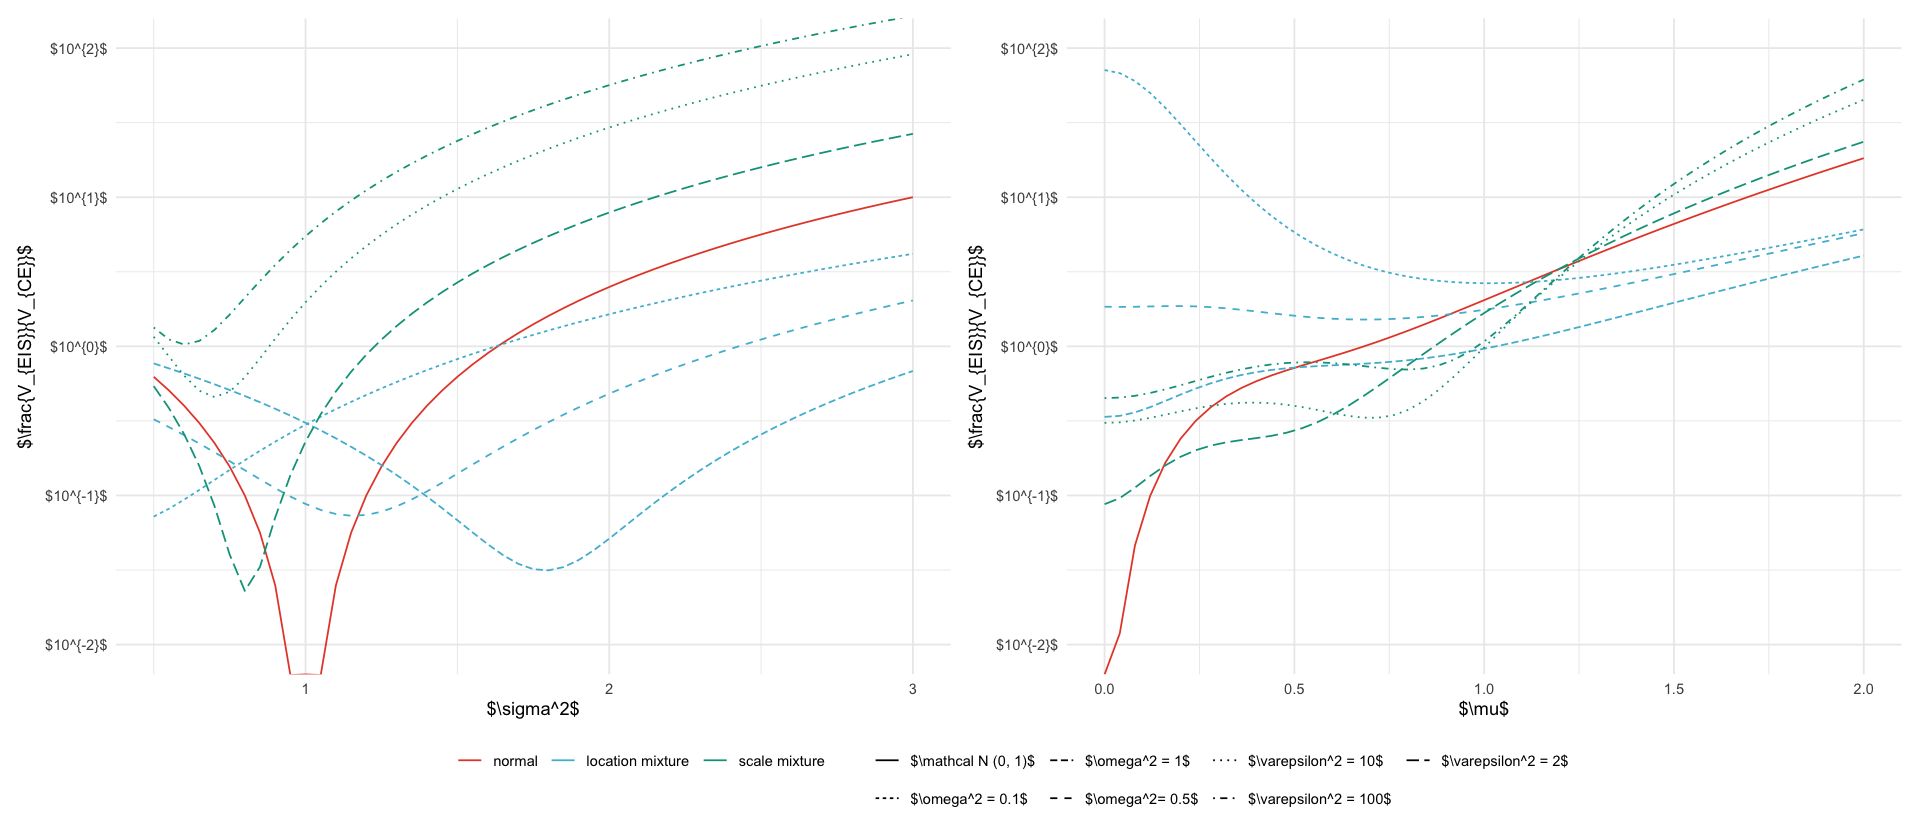 $\frac{V_{EIS}}{V_{CE}}$
$10^{2}$
$10^{1}$
$10^{0}$
$10^{-1}$
$10^{-2}$
1 2 3
$\sigma^2$
$\frac{V_{EIS}}{V_{CE}}$
$10^{2}$
$10^{1}$
$10^{0}$
$10^{-1}$
$10^{-2}$
0.0 0.5 1.0 1.5 2.0
$\mu$
normal location mixture scale mixture
$\mathcal N (0, 1)$ $\omega^2 = 1$ $\varepsilon^2 = 10$ $\varepsilon^2 = 2$
$\omega^2 = 0.1$ $\omega^2= 0.5$ $\varepsilon^2 = 100$